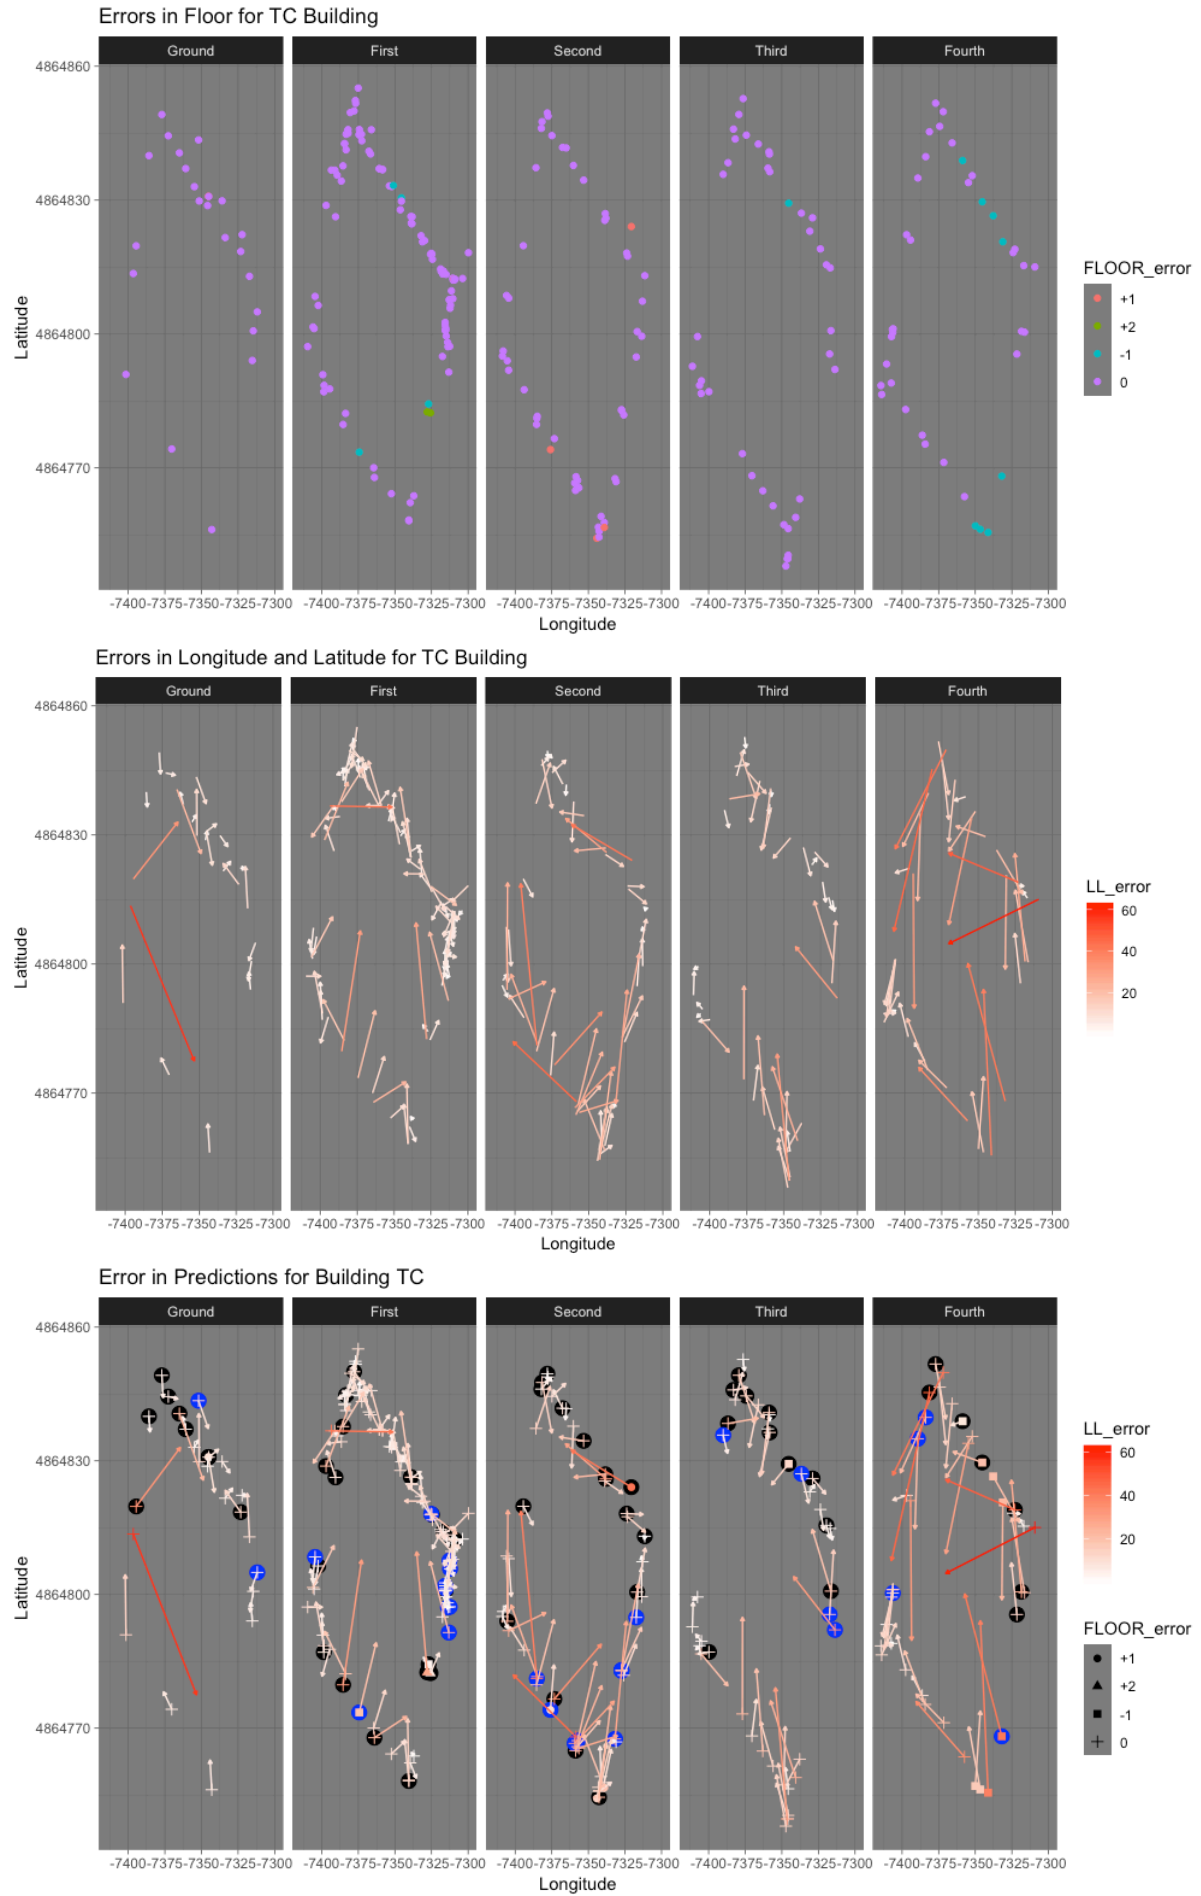 Errors in Floor for TC Building
Ground First Second Third Fourth
4864860
4864830
4864800
4864770
Latitude
-7400 -7375 -7350 -7325 -7300 -7400 -7375 -7350 -7325 -7300 -7400 -7375 -7350 -7325 -7300 -7400 -7375 -7350 -7325 -7300 -7400 -7375 -7350 -7325 -7300
Longitude
FLOOR_error
+1
+2
-1
0
Errors in Longitude and Latitude for TC Building
Ground First Second Third Fourth
4864860
4864830
4864800
4864770
Latitude
-7400 -7375 -7350 -7325 -7300 -7400 -7375 -7350 -7325 -7300 -7400 -7375 -7350 -7325 -7300 -7400 -7375 -7350 -7325 -7300 -7400 -7375 -7350 -7325 -7300
Longitude
LL_error
60
40
20
Error in Predictions for Building TC
Ground First Second Third Fourth
4864860
4864830
4864800
4864770
Latitude
-7400 -7375 -7350 -7325 -7300 -7400 -7375 -7350 -7325 -7300 -7400 -7375 -7350 -7325 -7300 -7400 -7375 -7350 -7325 -7300 -7400 -7375 -7350 -7325 -7300
Longitude
LL_error
60
40
20
FLOOR_error
+1
+2
-1
0